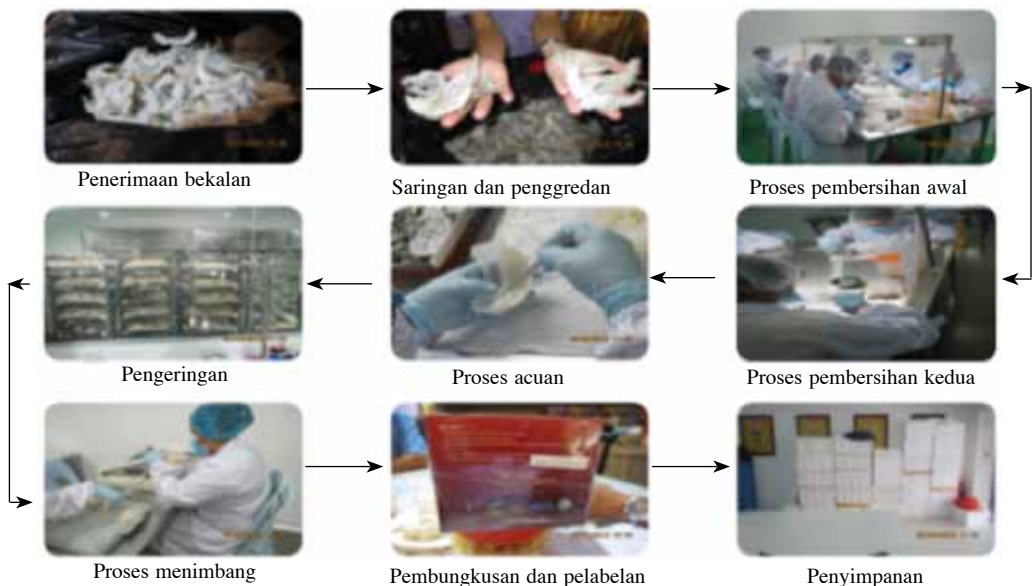 Penerimaan bekalan
Saringan dan penggredan
Proses pembersihan awal
Pengeringan
Proses acuan
Proses pembersihan kedua
Proses menimbang
Pembungkusan dan pelabelan
Penyimpanan